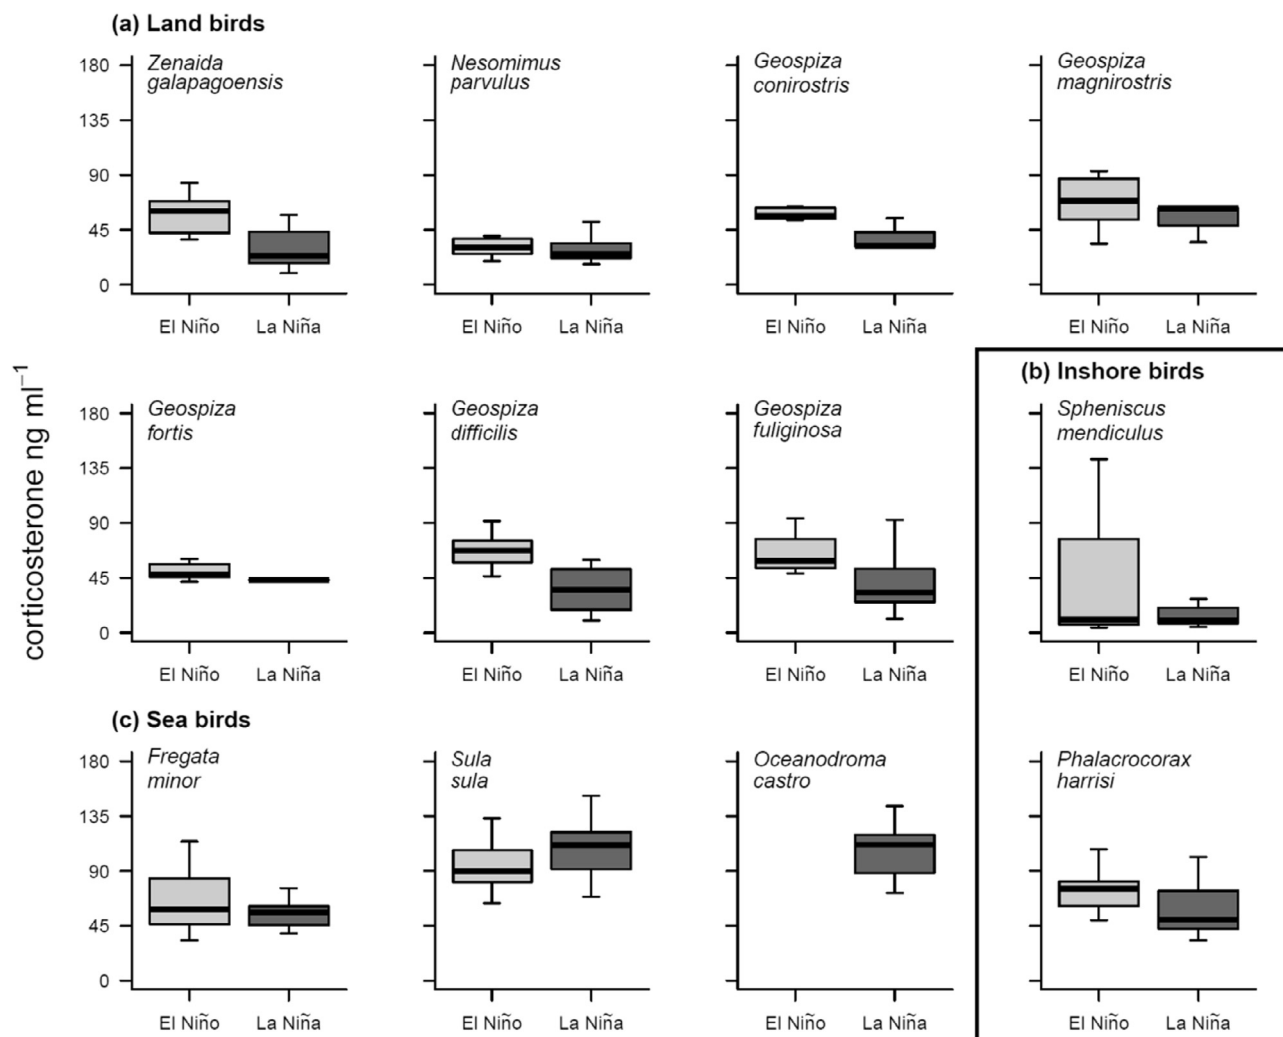 (a) Land birds
Zenaida
galapagoensis
Nesomimus
parvulus
Geospiza
conirostris
Geospiza
magnirostris
180
135
90
45
0
El Niño
La Niña
El Niño
La Niña
El Niño
La Niña
El Niño
La Niña
corticosterone ng ml⁻¹
Geospiza
fortis
Geospiza
difficilis
Geospiza
fuliginosa
(b) Inshore birds
Spheniscus
mendiculus
180
135
90
45
0
El Niño
La Niña
El Niño
La Niña
El Niño
La Niña
El Niño
La Niña
(c) Sea birds
Fregata
minor
Sula
sula
Oceanodroma
castro
Phalacrocorax
harrisi
180
135
90
45
0
El Niño
La Niña
El Niño
La Niña
El Niño
La Niña
El Niño
La Niña